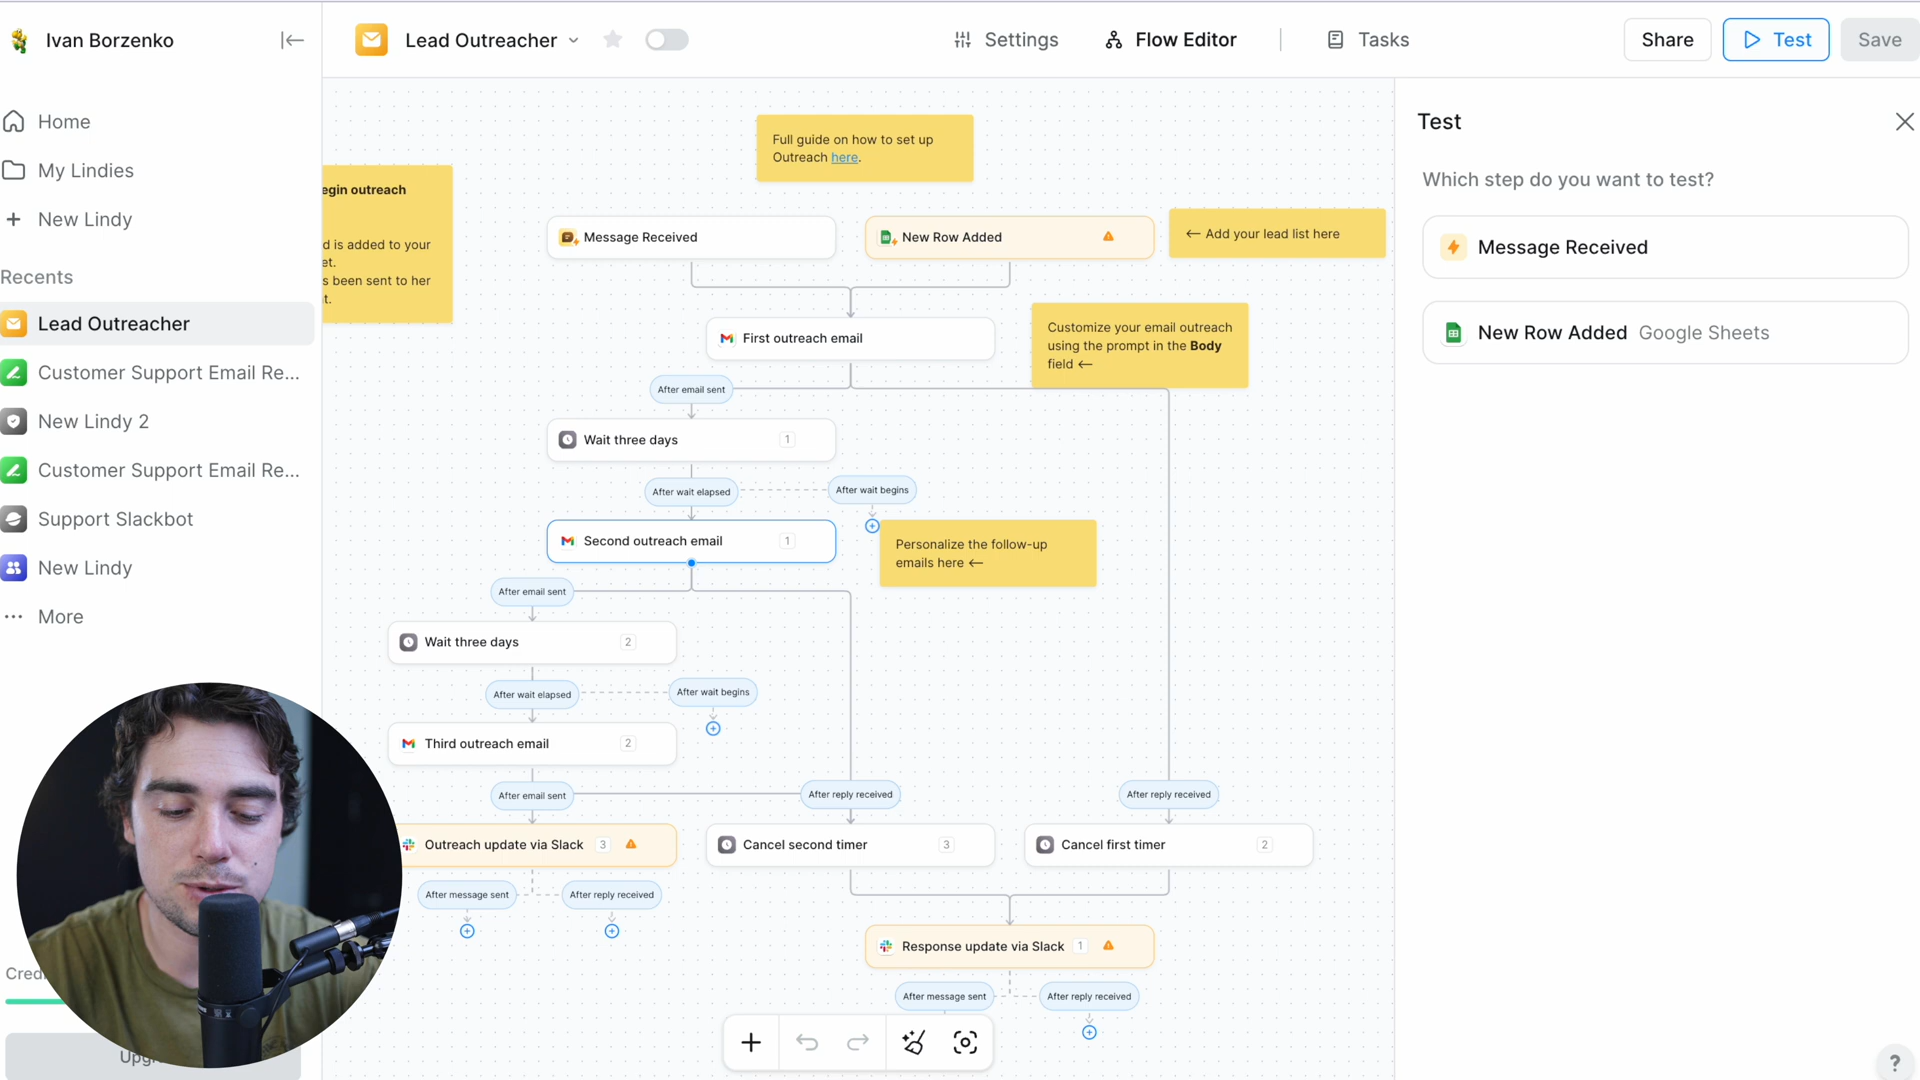 Ivan Borzenko
Lead Outreacher
Settings
Flow Editor
Tasks
Share
Test
Save
Home
My Lindies
New Lindy
Recents
Lead Outreacher
Customer Support Email Re...
New Lindy 2
Customer Support Email Re...
Support Slackbot
New Lindy
More
egin outreach
d is added to your
et.
s been sent to her
t.
Full guide on how to set up
Outreach here.
Message Received
New Row Added
← Add your lead list here
First outreach email
Customize your email outreach
using the prompt in the Body
field ←
After email sent
Wait three days 1
After wait elapsed
After wait begins
Second outreach email 1
Personalize the follow-up
emails here ←
After email sent
Wait three days 2
After wait elapsed
After wait begins
Third outreach email 2
After email sent
After reply received
After reply received
Outreach update via Slack 3
Cancel second timer 3
Cancel first timer 2
After message sent
After reply received
Response update via Slack 1
After message sent
After reply received
Test
Which step do you want to test?
Message Received
New Row Added Google Sheets
?